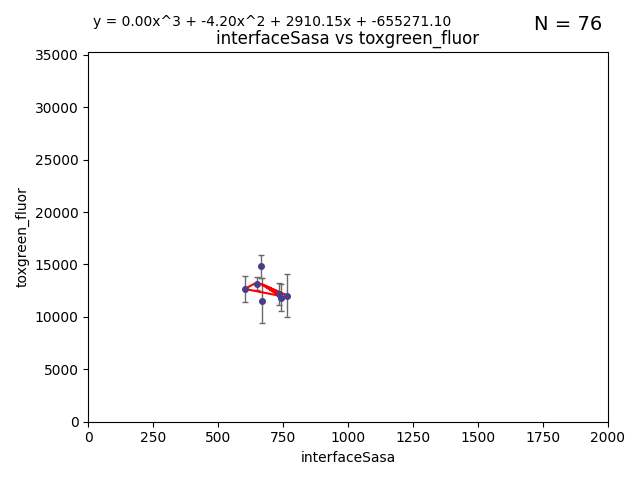 y = 0.00x^3 + -4.20x^2 + 2910.15x + -655271.10
N = 76
interfaceSasa vs toxgreen_fluor
35000
30000
25000
20000
15000
10000
5000
0
toxgreen_fluor
0 250 500 750 1000 1250 1500 1750 2000
interfaceSasa